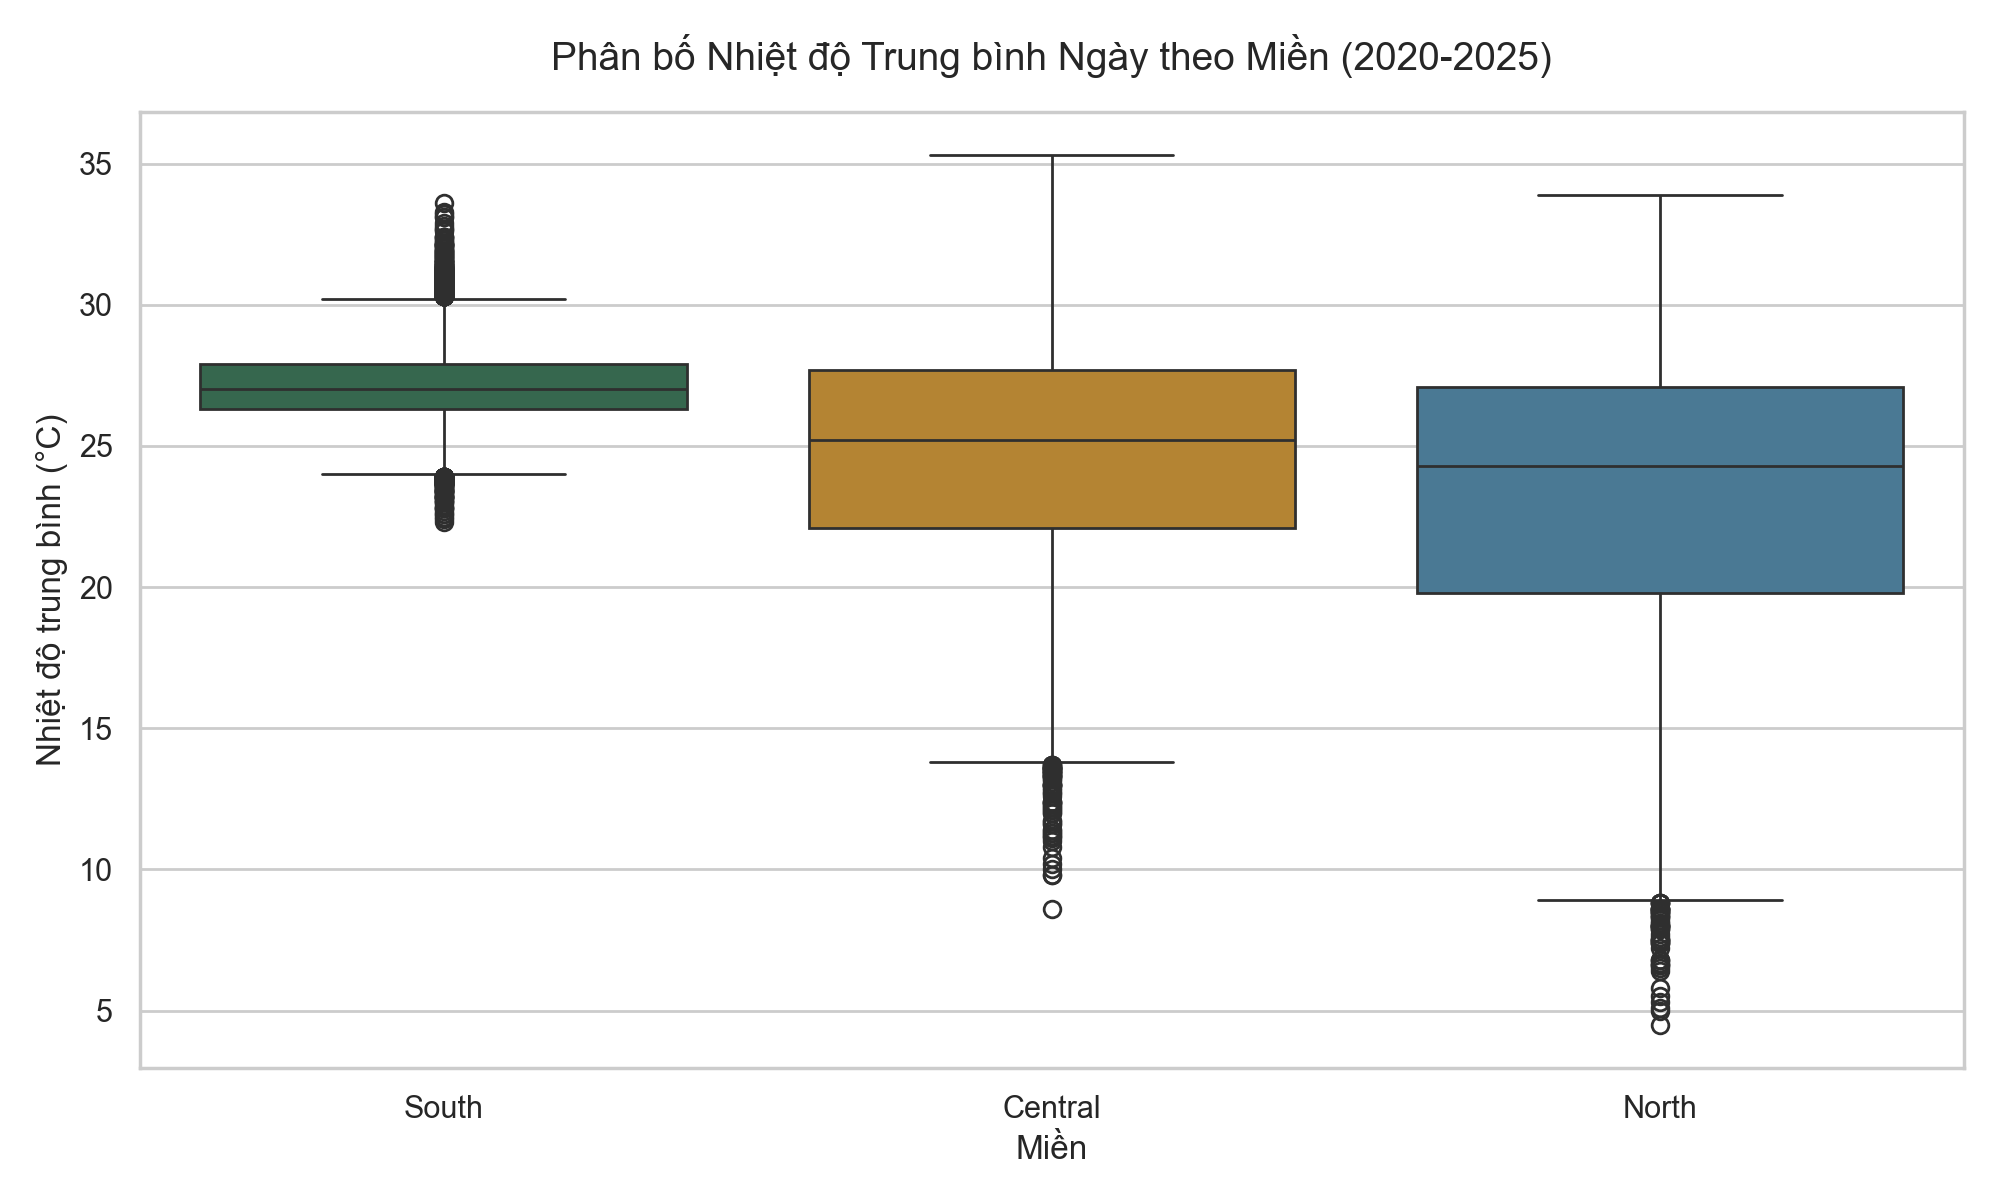 Phân bố Nhiệt độ Trung bình Ngày theo Miền (2020-2025)
Nhiệt độ trung bình (°C)
35
30
25
20
15
10
5
South
Central
North
Miền